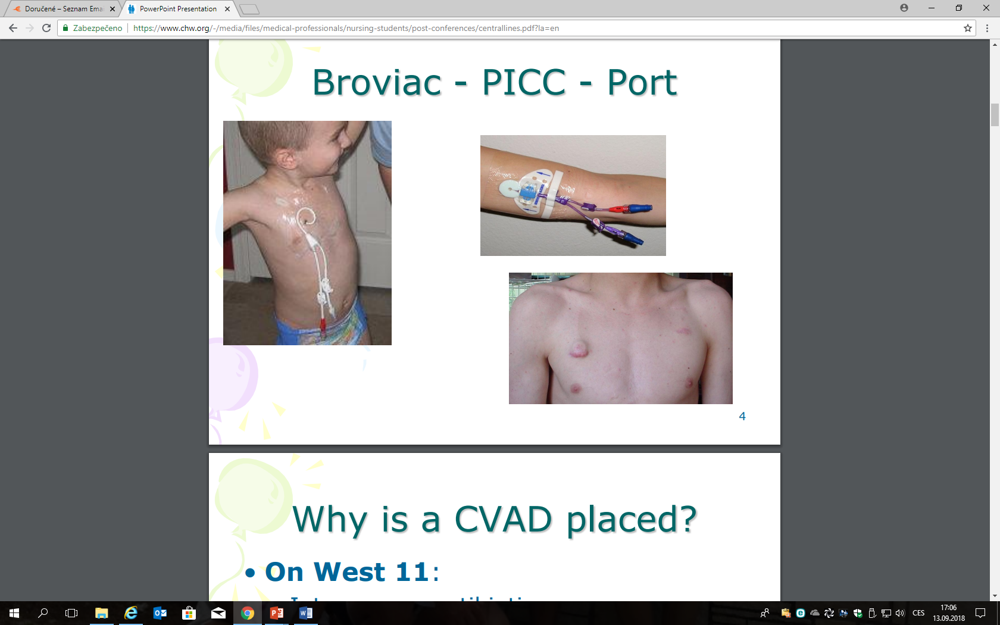 Doručené – Seznam Ema
PowerPoint Presentation
Zabezpečeno
https://www.chw.org/-/media/files/medical-professionals/nursing-students/post-conferences/centrallines.pdf?la=en
Broviac - PICC - Port
4
Why is a CVAD placed?
• On West 11:
CES
17:06
13.09.2018